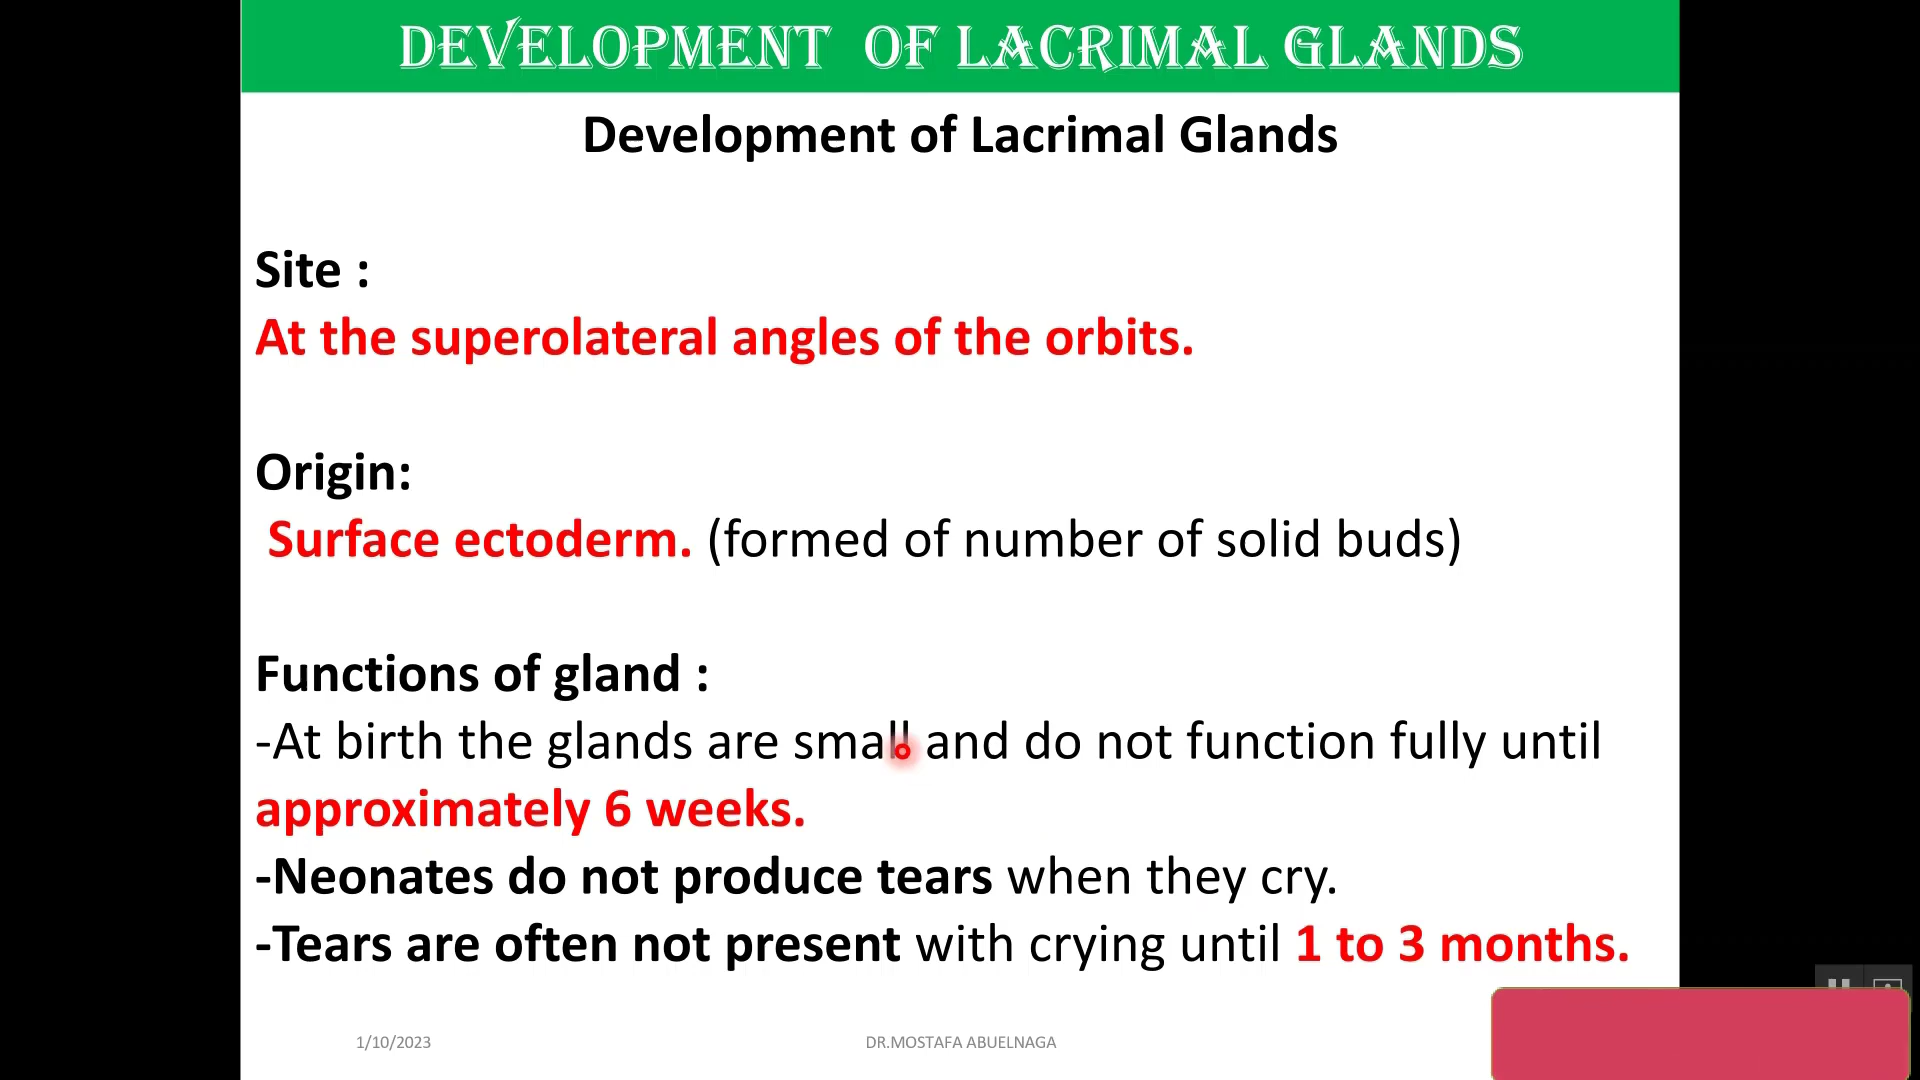 DEVELOPMENT OF LACRIMAL GLANDS
Development of Lacrimal Glands
Site :
At the superolateral angles of the orbits.
Origin:
Surface ectoderm. (formed of number of solid buds)
Functions of gland :
-At birth the glands are small and do not function fully until
approximately 6 weeks.
-Neonates do not produce tears when they cry.
-Tears are often not present with crying until 1 to 3 months.
1/10/2023
DR.MOSTAFA ABUELNAGA